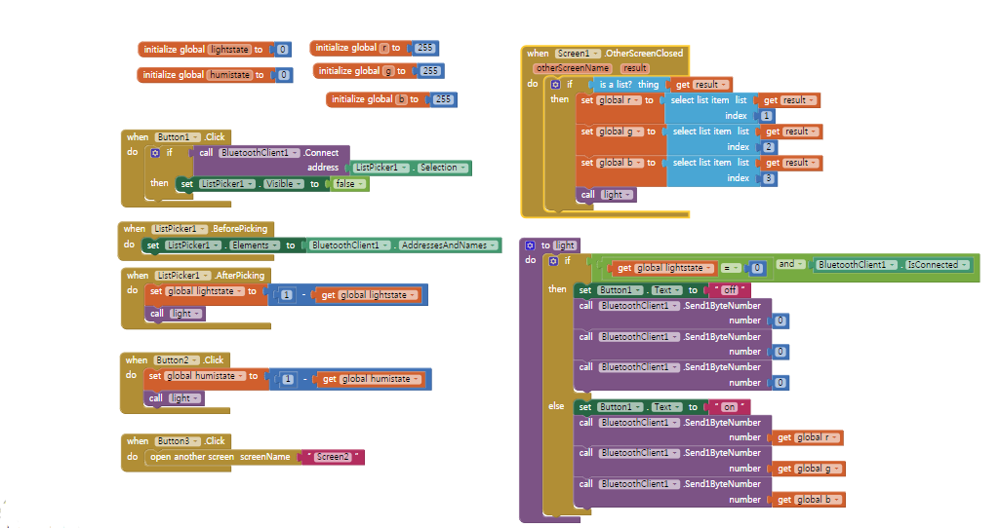 initialize global lightstate to 0
initialize global humistate to 0
initialize global r to 255
initialize global g to 255
initialize global b to 255
when Button1 .Click
do if call BluetoothClient1 .Connect
address ListPicker1 . Selection
then set ListPicker1 . Visible to false
when ListPicker1 .BeforePicking
do set ListPicker1 . Elements to BluetoothClient1 . AddressesAndNames
when ListPicker1 .AfterPicking
do set global lightstate to 1 - get global lightstate
call light
when Button2 .Click
do set global humistate to 1 - get global humistate
call light
when Button3 .Click
do open another screen screenName " Screen2 "
when Screen1 .OtherScreenClosed
otherScreenName result
do if is a list? thing get result
then set global r to select list item list get result
index 1
set global g to select list item list get result
index 2
set global b to select list item list get result
index 3
call light
to light
do if get global lightstate = 0 and BluetoothClient1 . IsConnected
then set Button1 . Text to " off "
call BluetoothClient1 .Send1ByteNumber
number 0
call BluetoothClient1 .Send1ByteNumber
number 0
call BluetoothClient1 .Send1ByteNumber
number 0
else set Button1 . Text to " on "
call BluetoothClient1 .Send1ByteNumber
number get global r
call BluetoothClient1 .Send1ByteNumber
number get global g
call BluetoothClient1 .Send1ByteNumber
number get global b